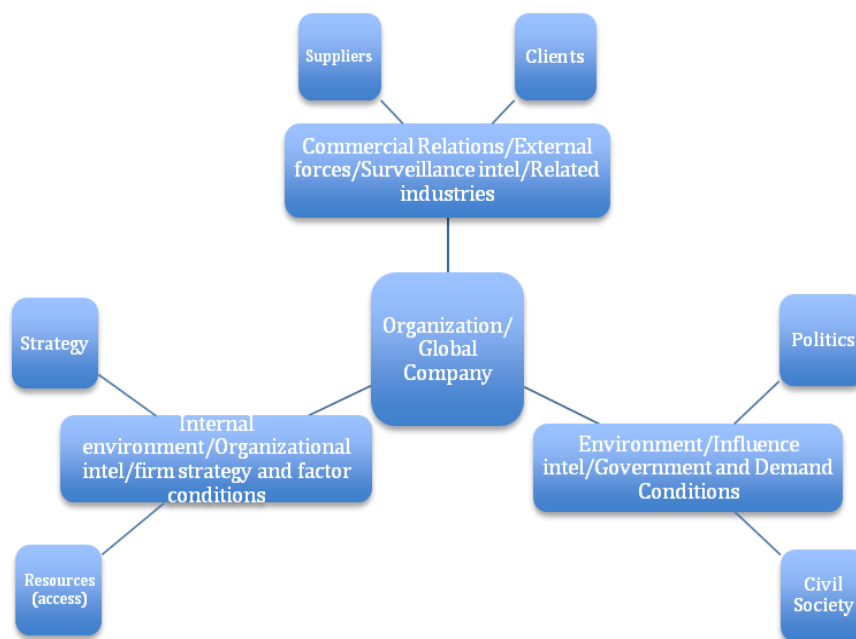 Suppliers
Clients
Commercial Relations/External
forces/Surveillance intel/Related
industries
Organization/
Global
Company
Strategy
Politics
Internal
environment/Organizational
intel/firm strategy and factor
conditions
Environment/Influence
intel/Government and Demand
Conditions
Resources
(access)
Civil
Society